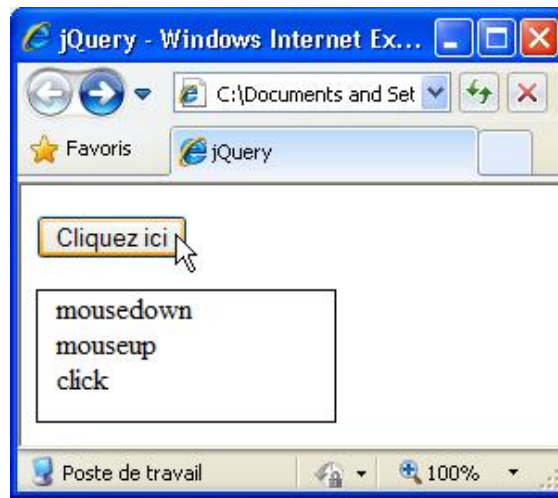 jQuery - Windows Internet Ex...
C:\Documents and Set
Favoris
jQuery
Cliquez ici
mousedown
mouseup
click
Poste de travail
100%